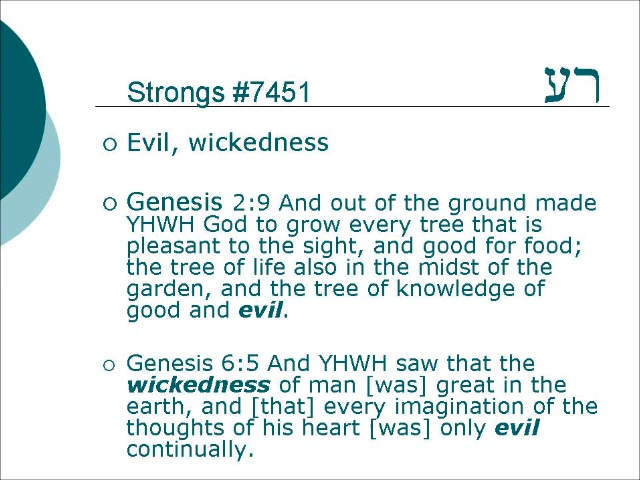 Strongs #7451 רע
Evil, wickedness
Genesis 2:9 And out of the ground made
YHWH God to grow every tree that is
pleasant to the sight, and good for food;
the tree of life also in the midst of the
garden, and the tree of knowledge of
good and evil.
Genesis 6:5 And YHWH saw that the
wickedness of man [was] great in the
earth, and [that] every imagination of the
thoughts of his heart [was] only evil
continually.